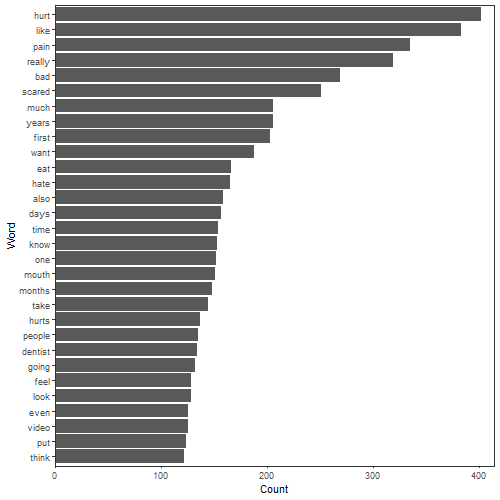 hurt
like
pain
really
bad
scared
much
years
first
want
eat
hate
also
days
time
know
one
mouth
months
take
hurts
people
dentist
going
feel
look
even
video
put
think
Word
0 100 200 300 400
Count